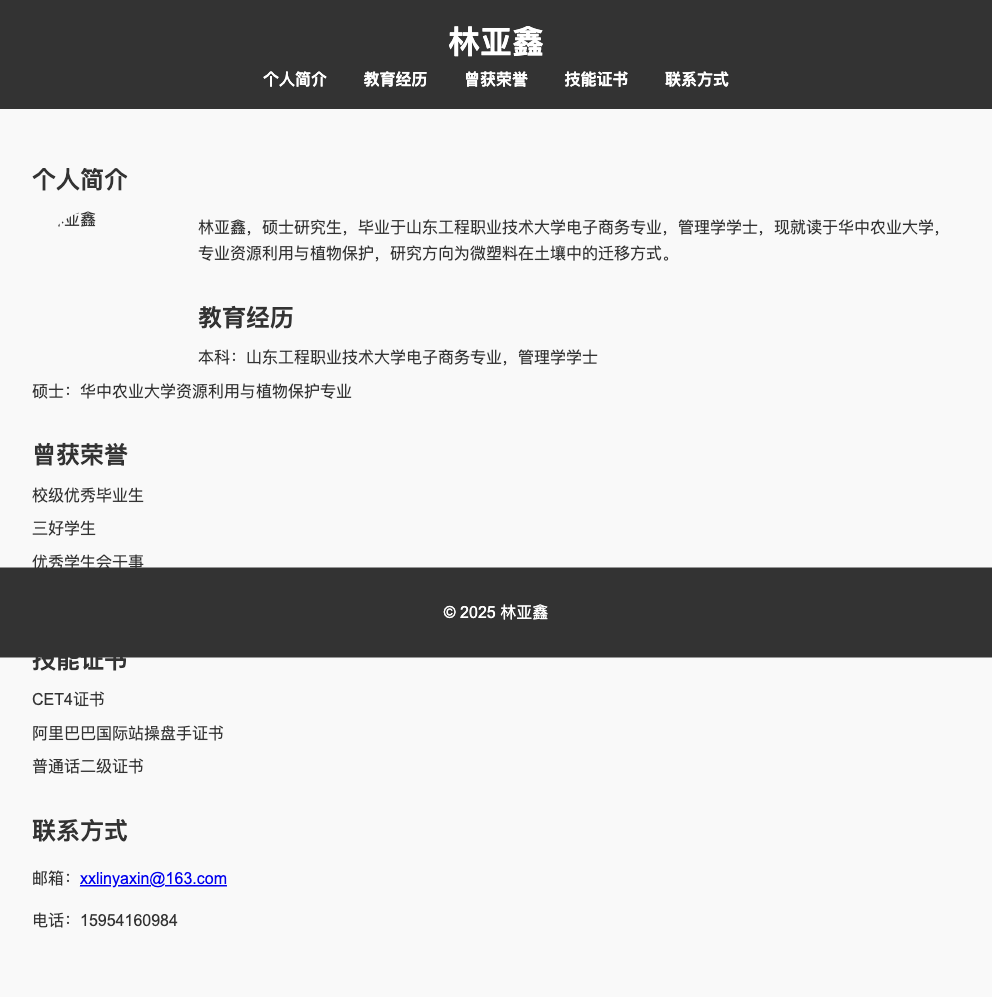 林亚鑫
个人简介 教育经历 曾获荣誉 技能证书 联系方式
个人简介
亚鑫
林亚鑫，硕士研究生，毕业于山东工程职业技术大学电子商务专业，管理学学士，现就读于华中农业大学，
专业资源利用与植物保护，研究方向为微塑料在土壤中的迁移方式。
教育经历
本科：山东工程职业技术大学电子商务专业，管理学学士
硕士：华中农业大学资源利用与植物保护专业
曾获荣誉
校级优秀毕业生
三好学生
优秀学生会干事
© 2025 林亚鑫
技能证书
CET4证书
阿里巴巴国际站操盘手证书
普通话二级证书
联系方式
邮箱：xxlinyaxin@163.com
电话：15954160984